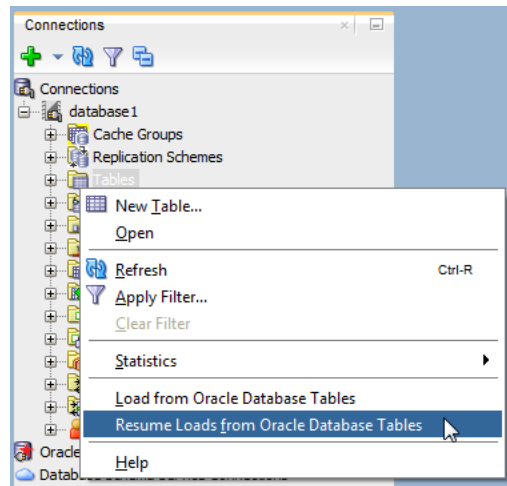 Connections
Connections
database1
Cache Groups
Replication Schemes
Tables
New Table...
Open
Refresh Ctrl-R
Apply Filter...
Clear Filter
Statistics
Load from Oracle Database Tables
Resume Loads from Oracle Database Tables
Help
Oracle